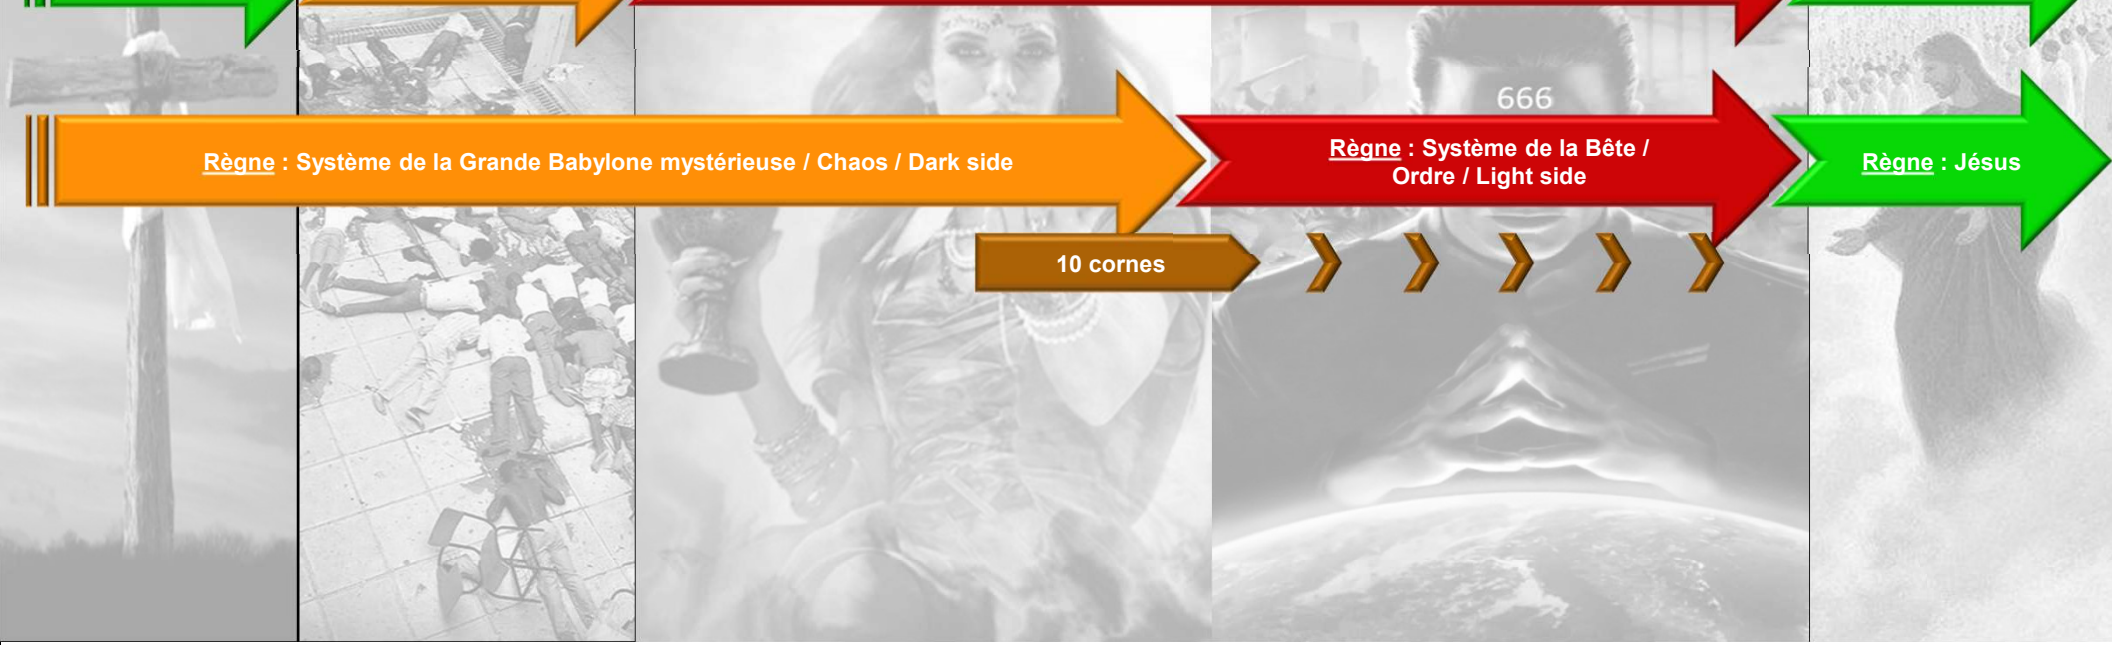 666
Règne : Système de la Grande Babylone mystérieuse / Chaos / Dark side
Règne : Système de la Bête /
Ordre / Light side
Règne : Jésus
10 cornes